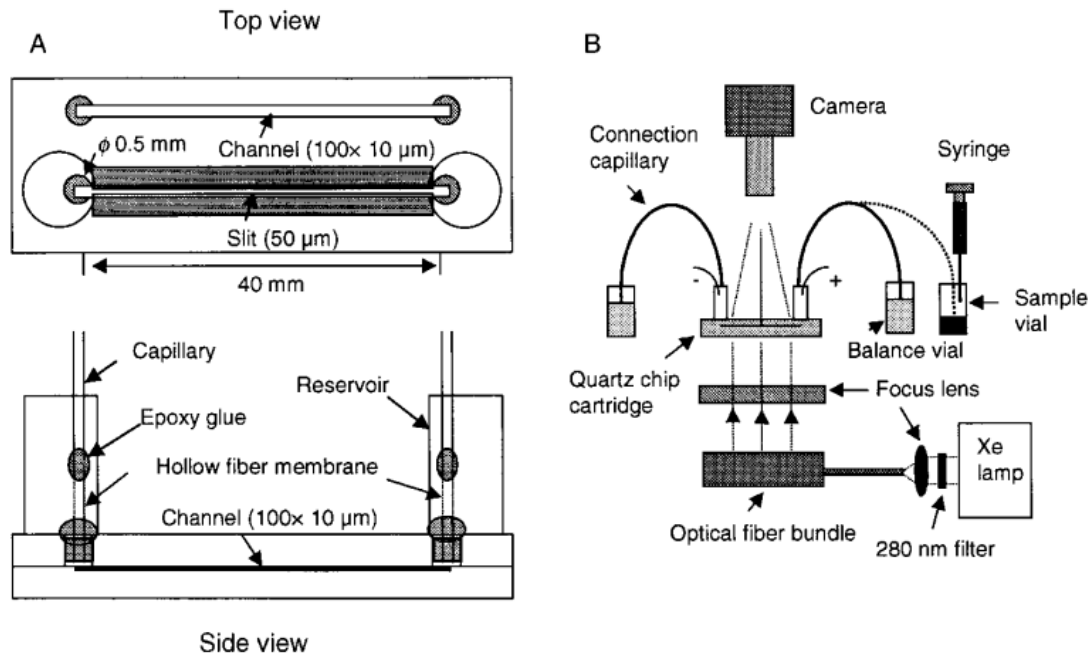 Top view
A
φ 0.5 mm
Channel (100× 10 μm)
Slit (50 μm)
40 mm
Capillary
Reservoir
Epoxy glue
Hollow fiber membrane
Channel (100× 10 μm)
Side view
B
Camera
Connection
capillary
Syringe
-
+
Sample
vial
Balance vial
Quartz chip
cartridge
Focus lens
Xe
lamp
Optical fiber bundle
280 nm filter